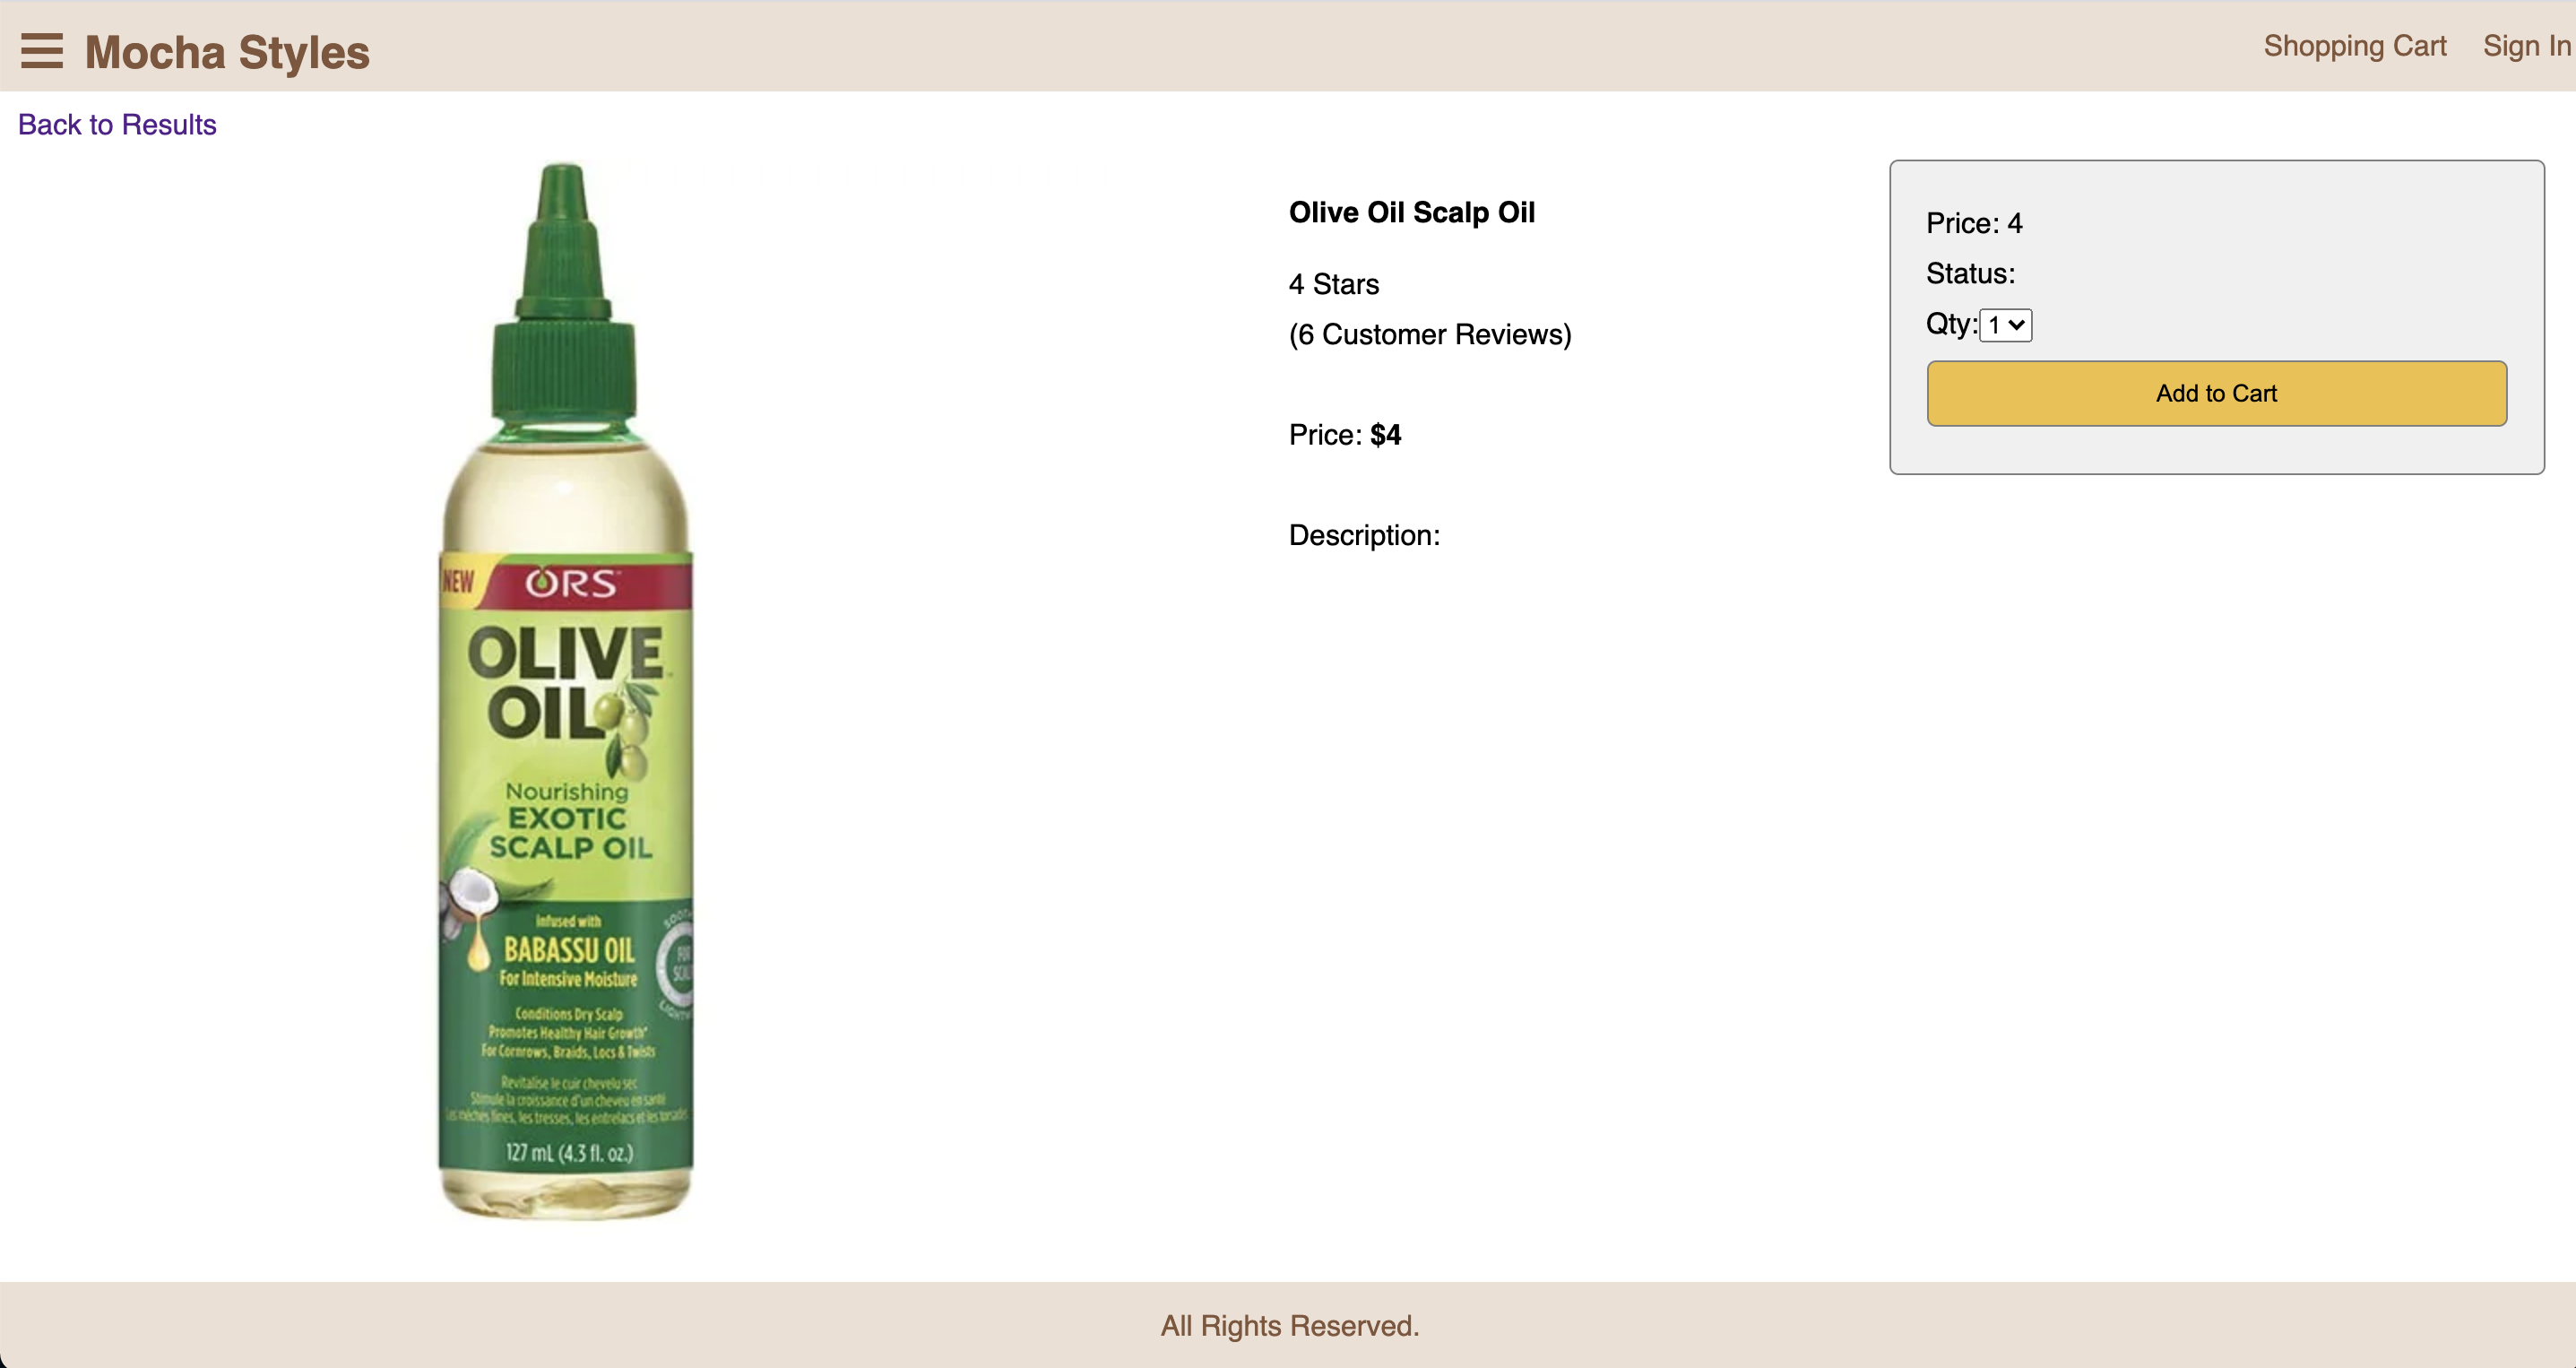 Mocha Styles
Shopping Cart
Sign In
Back to Results
NEW
ORS
OLIVE
OIL
Nourishing
EXOTIC
SCALP OIL
infused with
BABASSU OIL
For Intensive Moisture
Conditions Dry Scalp
Promotes Healthy Hair Growth*
For Cornrows, Braids, Locs & Twists
Revitalise le cuir chevelu sec
Stimule la croissance d'un cheveu en santé
les tresses, les entrelacs et les
127 mL (4.3 fl. oz.)
Olive Oil Scalp Oil
4 Stars
(6 Customer Reviews)
Price: $4
Description:
Price: 4
Status:
Qty: 1
Add to Cart
All Rights Reserved.